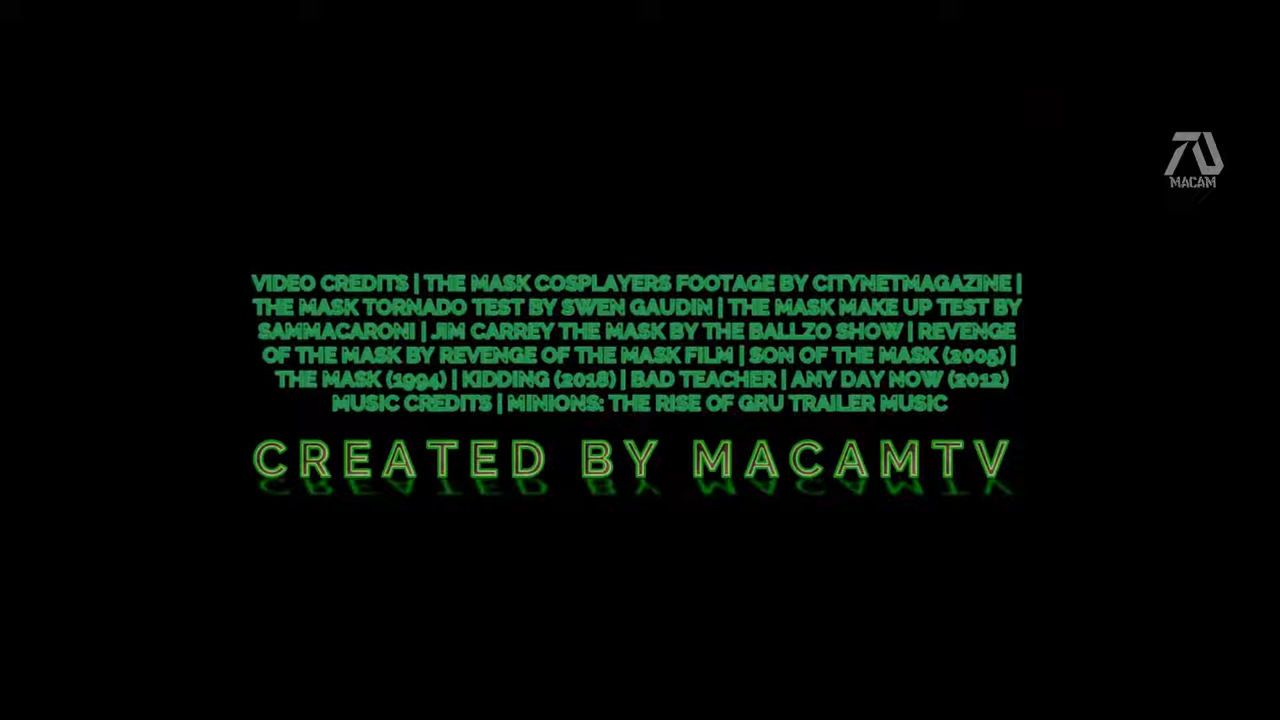 MACAM
VIDEO CREDITS | THE MASK COSPLAYERS FOOTAGE BY CITYNETMAGAZINE |
THE MASK TORNADO TEST BY SWEN GAUDIN | THE MASK MAKE UP TEST BY
SAMMACARONI | JIM CARREY THE MASK BY THE BALLZO SHOW | REVENGE
OF THE MASK BY REVENGE OF THE MASK FILM | SON OF THE MASK (2005) |
THE MASK (1994) | KIDDING (2018) | BAD TEACHER | ANY DAY NOW (2012)
MUSIC CREDITS | MINIONS: THE RISE OF GRU TRAILER MUSIC
CREATED BY MACAMTV